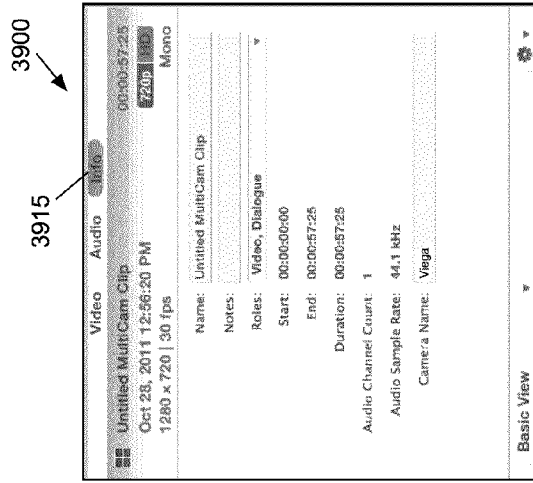 3900
3915
Video Audio Info
Untitled MultiCam Clip 00:00:57:25
Oct 28, 2011 12:56:20 PM 720p HD
1280 x 720 | 30 fps Mono
Name: Untitled MultiCam Clip
Notes:
Roles: Video, Dialogue
Start: 00:00:00:00
End: 00:00:57:25
Duration: 00:00:57:25
Audio Channel Count: 1
Audio Sample Rate: 44.1 kHz
Camera Name: Viega
Basic View